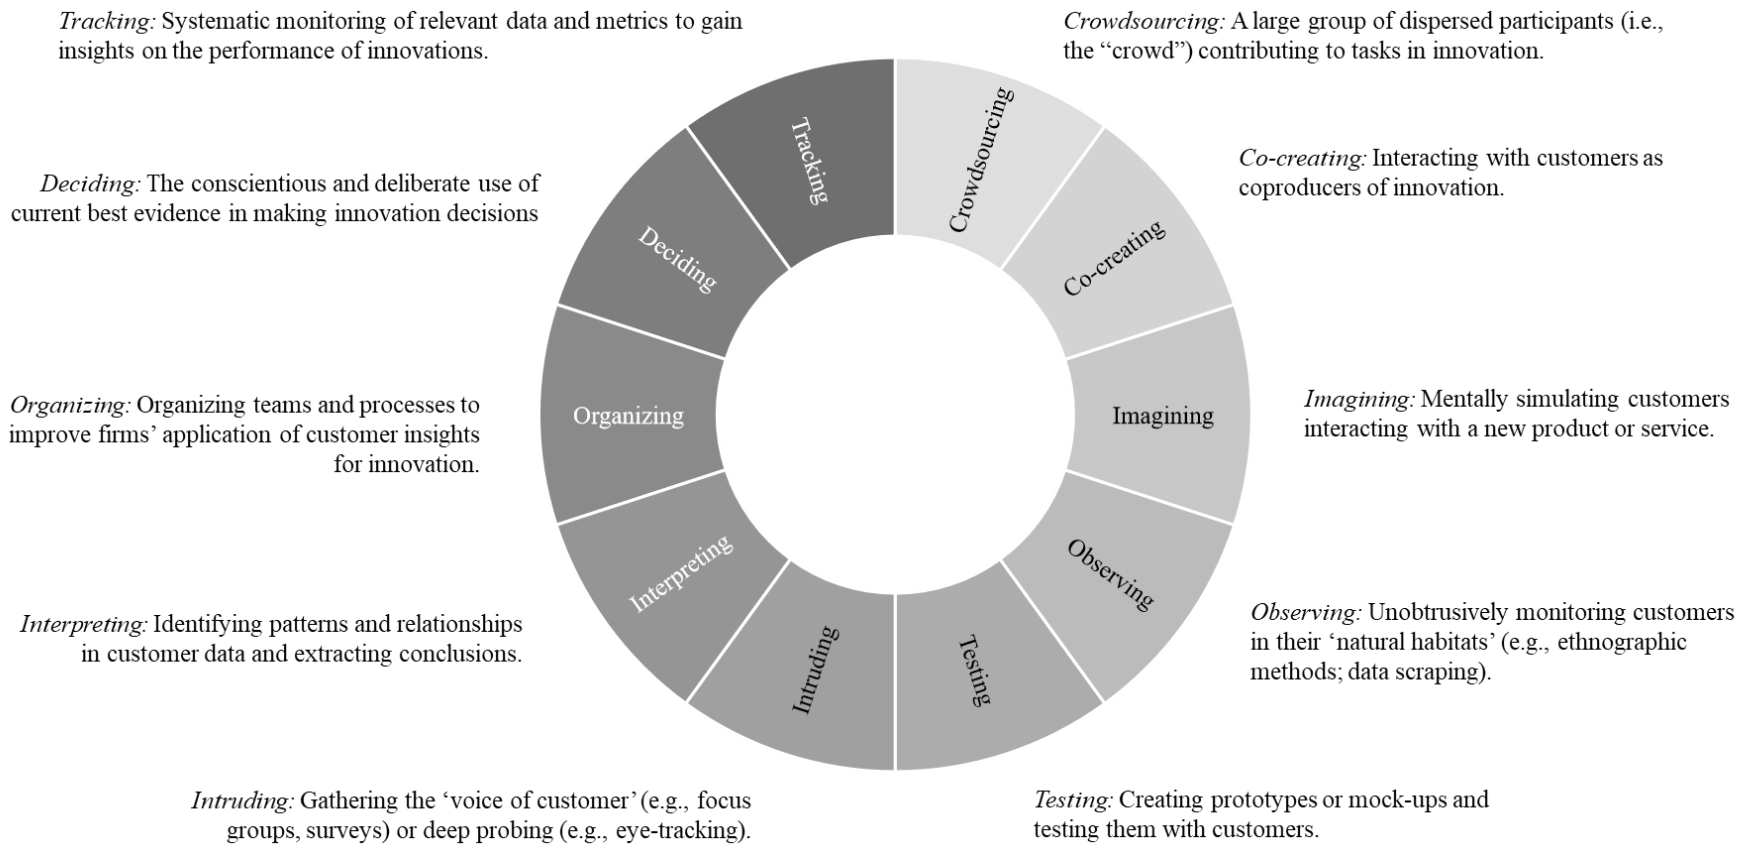 Tracking: Systematic monitoring of relevant data and metrics to gain
insights on the performance of innovations.
Crowdsourcing: A large group of dispersed participants (i.e.,
the “crowd”) contributing to tasks in innovation.
Co-creating: Interacting with customers as
coproducers of innovation.
Deciding: The conscientious and deliberate use of
current best evidence in making innovation decisions
Imagining: Mentally simulating customers
interacting with a new product or service.
Organizing: Organizing teams and processes to
improve firms’ application of customer insights
for innovation.
Observing: Unobtrusively monitoring customers
in their ‘natural habitats’ (e.g., ethnographic
methods; data scraping).
Interpreting: Identifying patterns and relationships
in customer data and extracting conclusions.
Intruding: Gathering the ‘voice of customer’ (e.g., focus
groups, surveys) or deep probing (e.g., eye-tracking).
Testing: Creating prototypes or mock-ups and
testing them with customers.
Crowdsourcing
Co-creating
Imagining
Observing
Testing
Intruding
Interpreting
Organizing
Deciding
Tracking